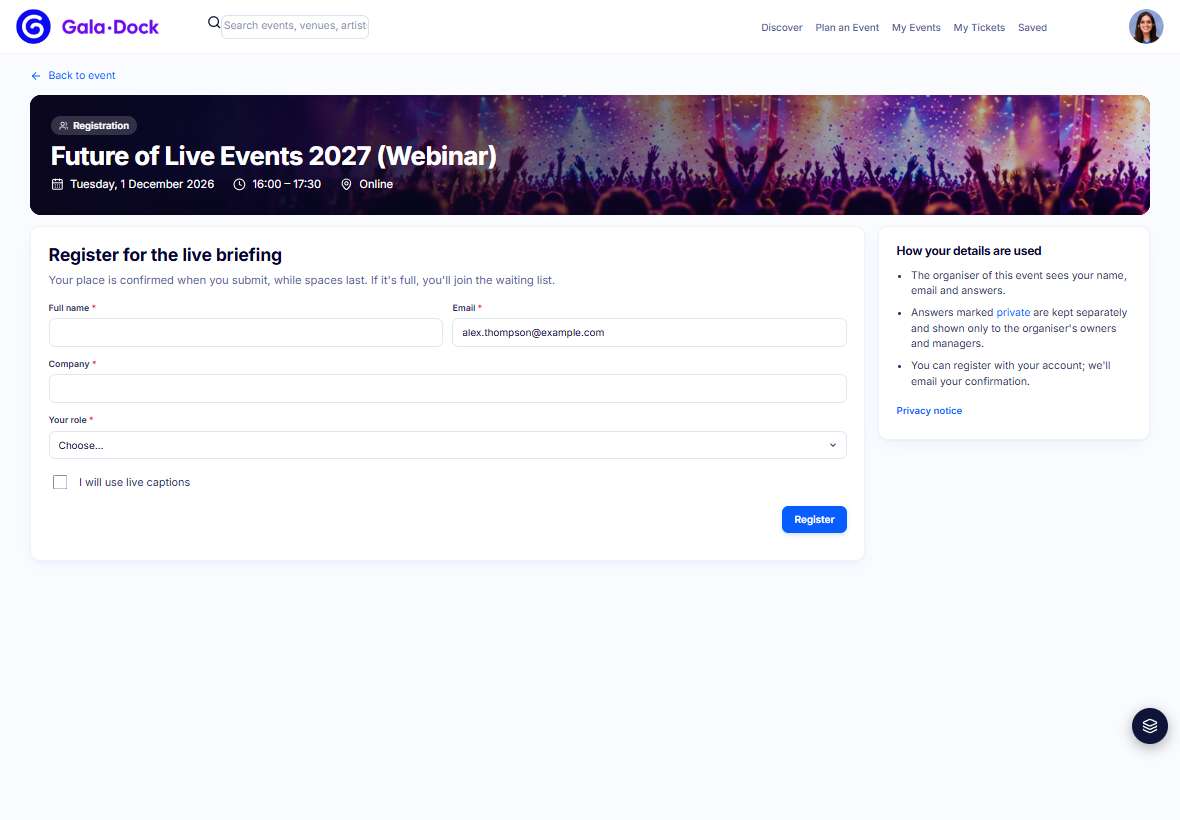 Gala·Dock
Search events, venues, artist
Discover
Plan an Event
My Events
My Tickets
Saved
Back to event
Registration
Future of Live Events 2027 (Webinar)
Tuesday, 1 December 2026
16:00 – 17:30
Online
Register for the live briefing
Your place is confirmed when you submit, while spaces last. If it's full, you'll join the waiting list.
Full name *
Email *
alex.thompson@example.com
Company *
Your role *
Choose...
I will use live captions
Register
How your details are used
• The organiser of this event sees your name,
email and answers.
• Answers marked private are kept separately
and shown only to the organiser's owners
and managers.
• You can register with your account; we'll
email your confirmation.
Privacy notice